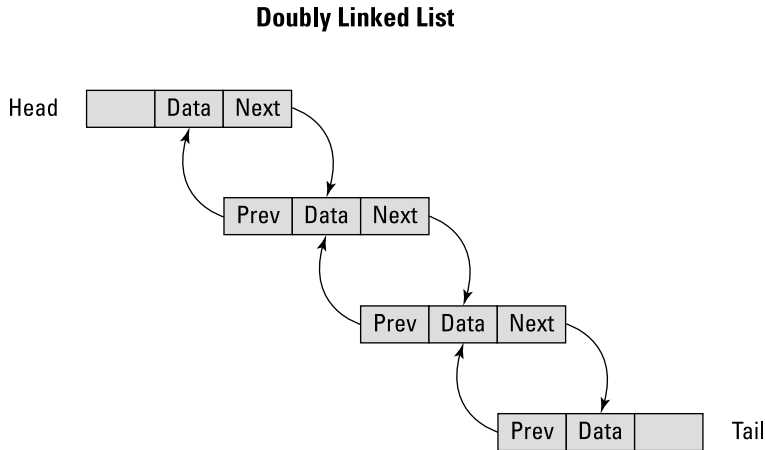 Doubly Linked List
Head Data Next
Prev Data Next
Prev Data Next
Prev Data Tail